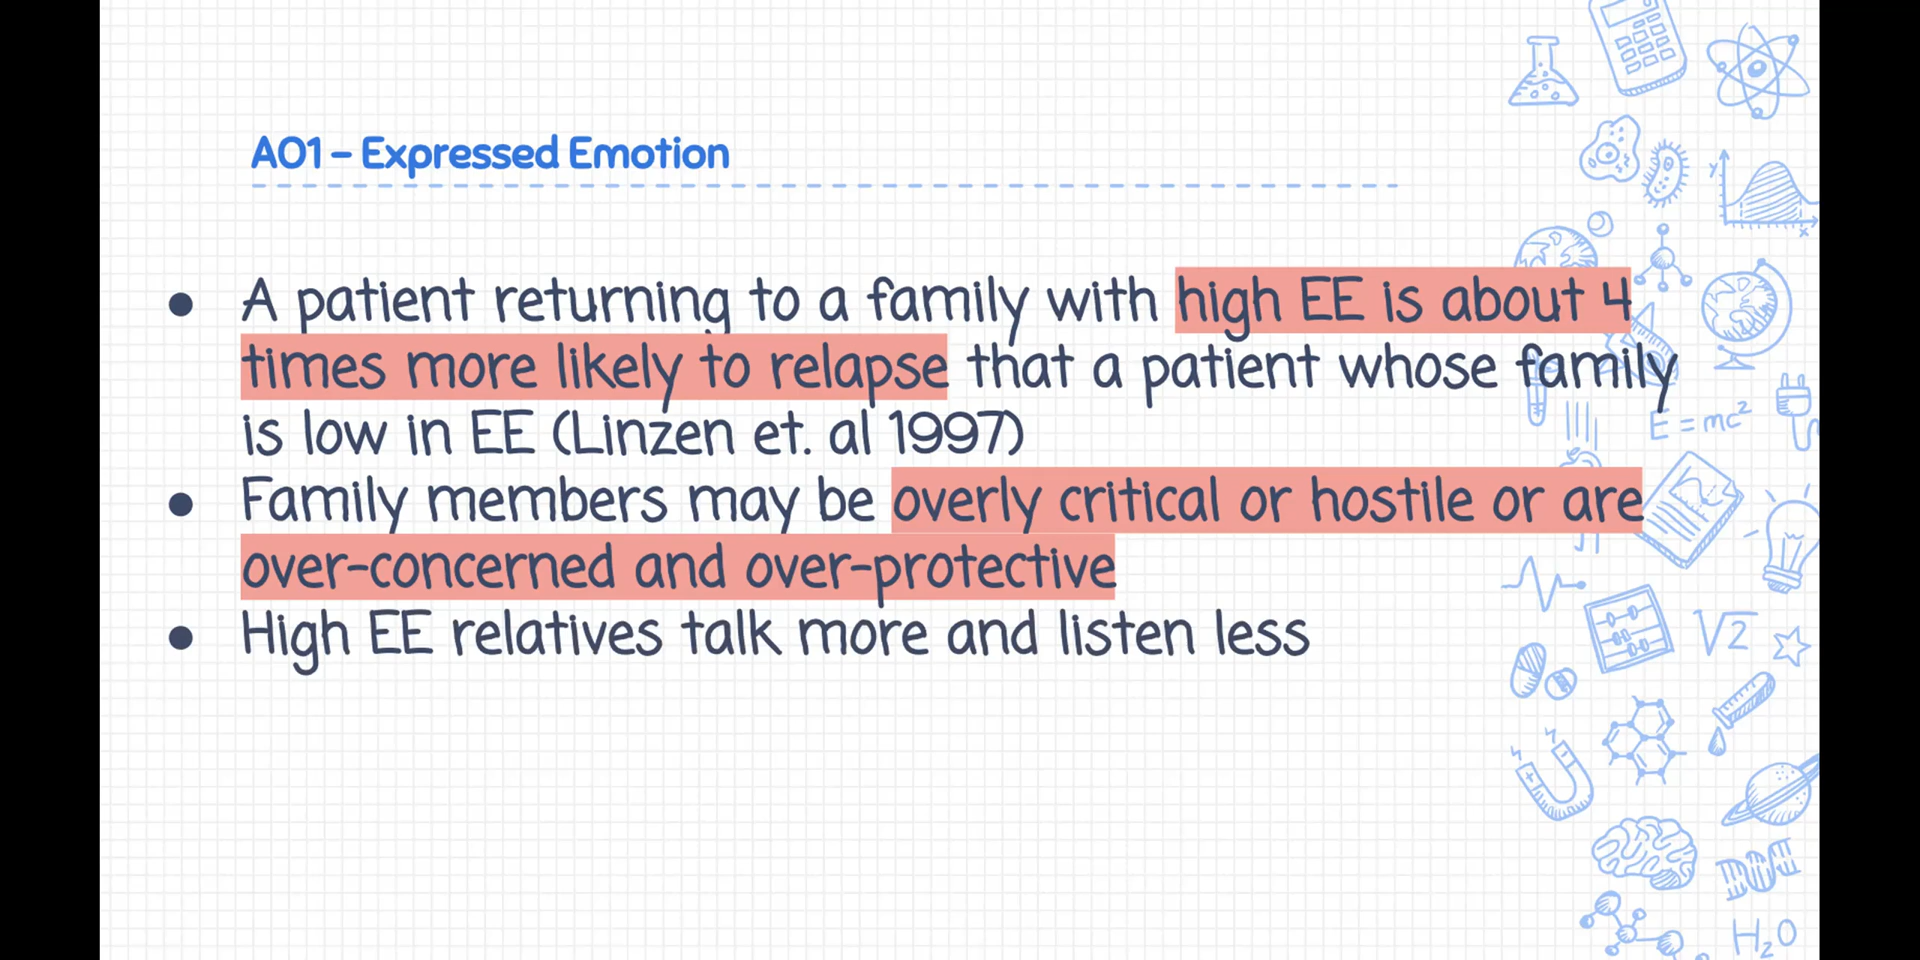 AO1 – Expressed Emotion
● A patient returning to a family with high EE is about 4
times more likely to relapse that a patient whose family
is low in EE (Linzen et. al 1997)
● Family members may be overly critical or hostile or are
over-concerned and over-protective
● High EE relatives talk more and listen less
y
x
E = mc²
√2
H₂O